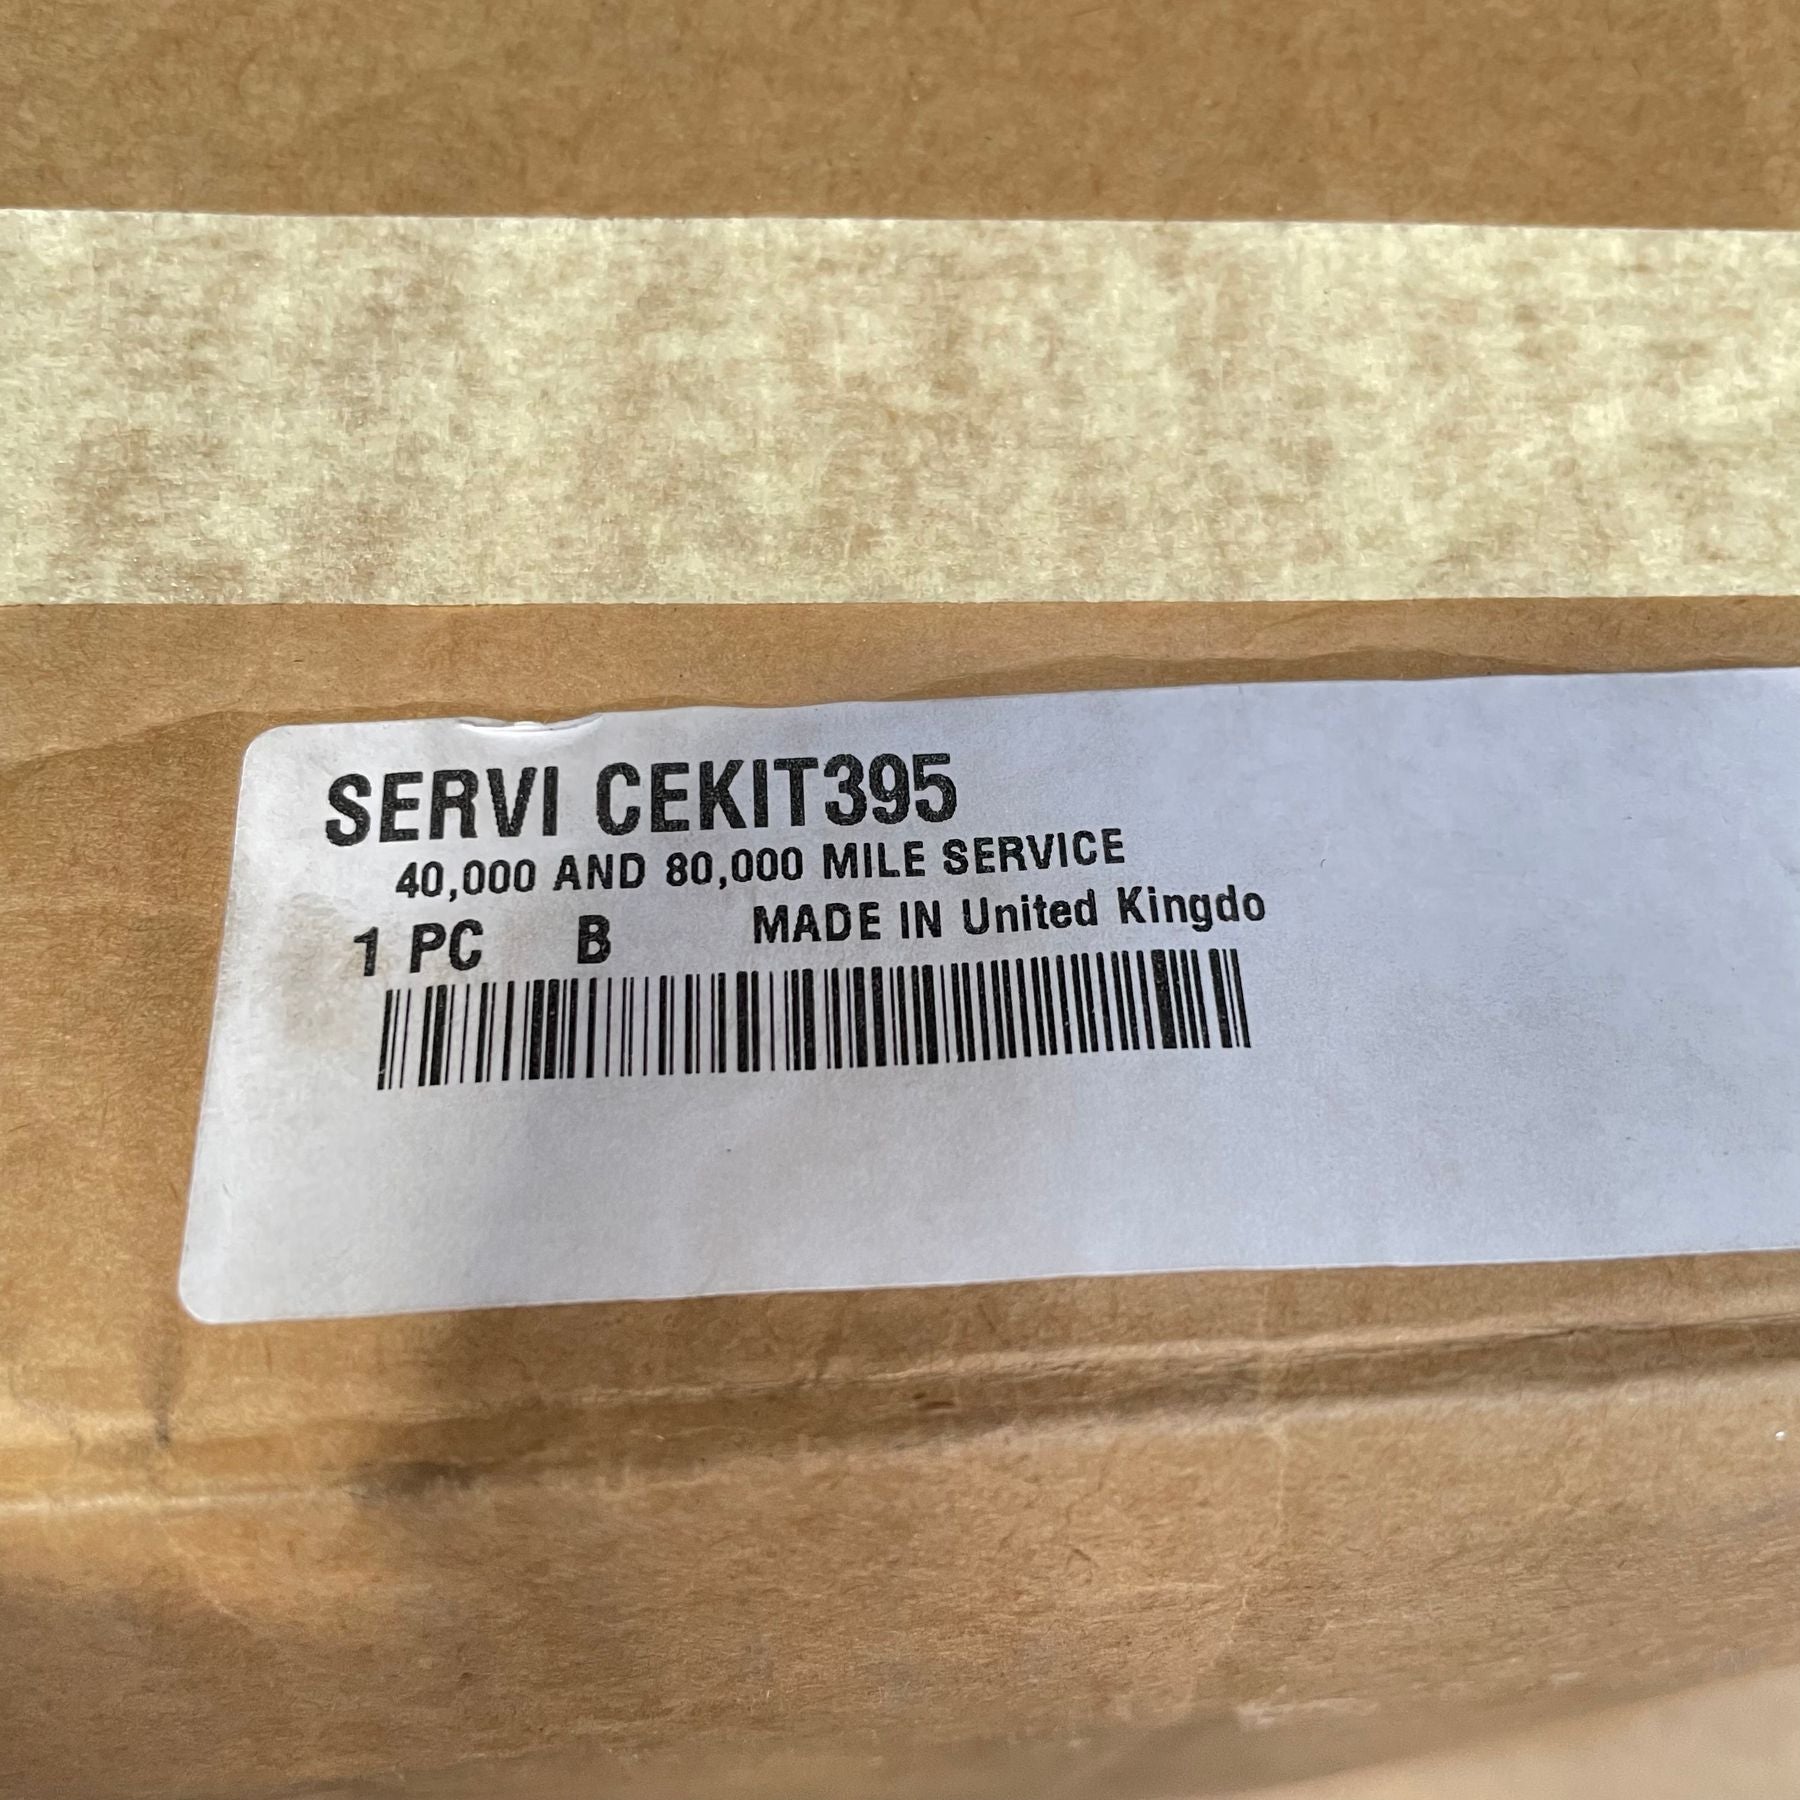 SERVI CEKIT395
40,000 AND 80,000 MILE SERVICE
1 PC B MADE IN United Kingdo